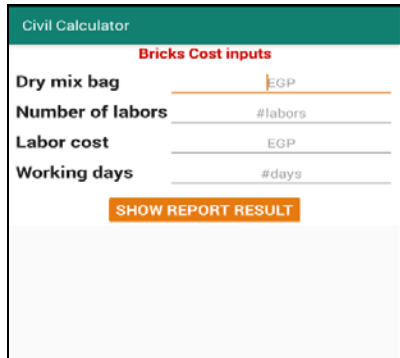 Civil Calculator
Bricks Cost inputs
Dry mix bag EGP
Number of labors #labors
Labor cost EGP
Working days #days
SHOW REPORT RESULT